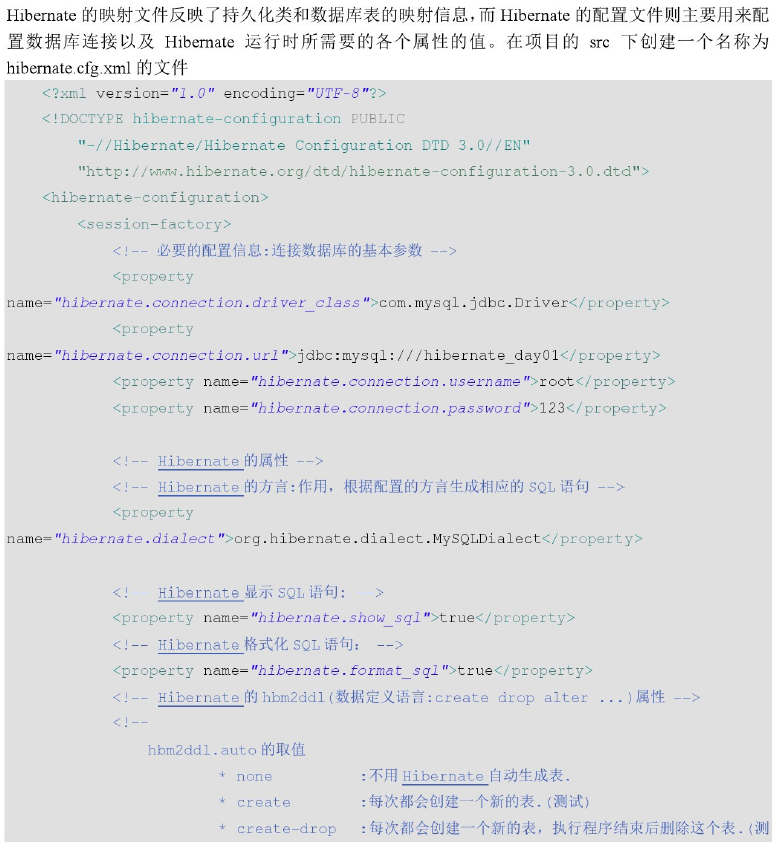 Hibernate 的映射文件反映了持久化类和数据库表的映射信息，而 Hibernate 的配置文件则主要用来配
置数据库连接以及 Hibernate 运行时所需要的各个属性的值。在项目的 src 下创建一个名称为
hibernate.cfg.xml 的文件
<?xml version="1.0" encoding="UTF-8"?>
<!DOCTYPE hibernate-configuration PUBLIC
"-//Hibernate/Hibernate Configuration DTD 3.0//EN"
"http://www.hibernate.org/dtd/hibernate-configuration-3.0.dtd">
<hibernate-configuration>
<session-factory>
<!-- 必要的配置信息:连接数据库的基本参数 -->
<property
name="hibernate.connection.driver_class">com.mysql.jdbc.Driver</property>
<property
name="hibernate.connection.url">jdbc:mysql:///hibernate_day01</property>
<property name="hibernate.connection.username">root</property>
<property name="hibernate.connection.password">123</property>
<!-- Hibernate 的属性 -->
<!-- Hibernate 的方言:作用，根据配置的方言生成相应的 SQL 语句 -->
<property
name="hibernate.dialect">org.hibernate.dialect.MySQLDialect</property>
<!-- Hibernate 显示 SQL 语句: -->
<property name="hibernate.show_sql">true</property>
<!-- Hibernate 格式化 SQL 语句： -->
<property name="hibernate.format_sql">true</property>
<!-- Hibernate 的 hbm2ddl(数据定义语言:create drop alter ...)属性 -->
<!--
hbm2ddl.auto 的取值
* none :不用 Hibernate 自动生成表.
* create :每次都会创建一个新的表.(测试)
* create-drop :每次都会创建一个新的表，执行程序结束后删除这个表.(测